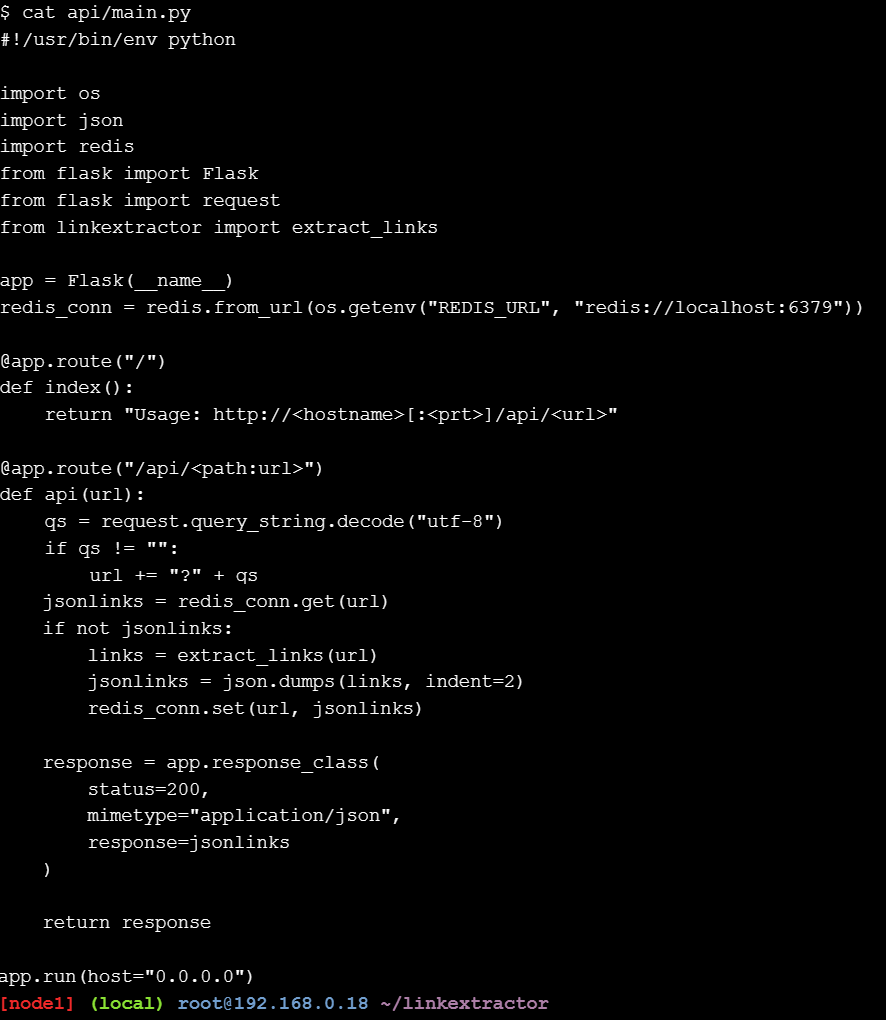 $ cat api/main.py
#!/usr/bin/env python

import os
import json
import redis
from flask import Flask
from flask import request
from linkextractor import extract_links

app = Flask(__name__)
redis_conn = redis.from_url(os.getenv("REDIS_URL", "redis://localhost:6379"))

@app.route("/")
def index():
    return "Usage: http://<hostname>[:<prt>]/api/<url>"

@app.route("/api/<path:url>")
def api(url):
    qs = request.query_string.decode("utf-8")
    if qs != "":
        url += "?" + qs
    jsonlinks = redis_conn.get(url)
    if not jsonlinks:
        links = extract_links(url)
        jsonlinks = json.dumps(links, indent=2)
        redis_conn.set(url, jsonlinks)

    response = app.response_class(
        status=200,
        mimetype="application/json",
        response=jsonlinks
    )

    return response

app.run(host="0.0.0.0")
[node1] (local) root@192.168.0.18 ~/linkextractor